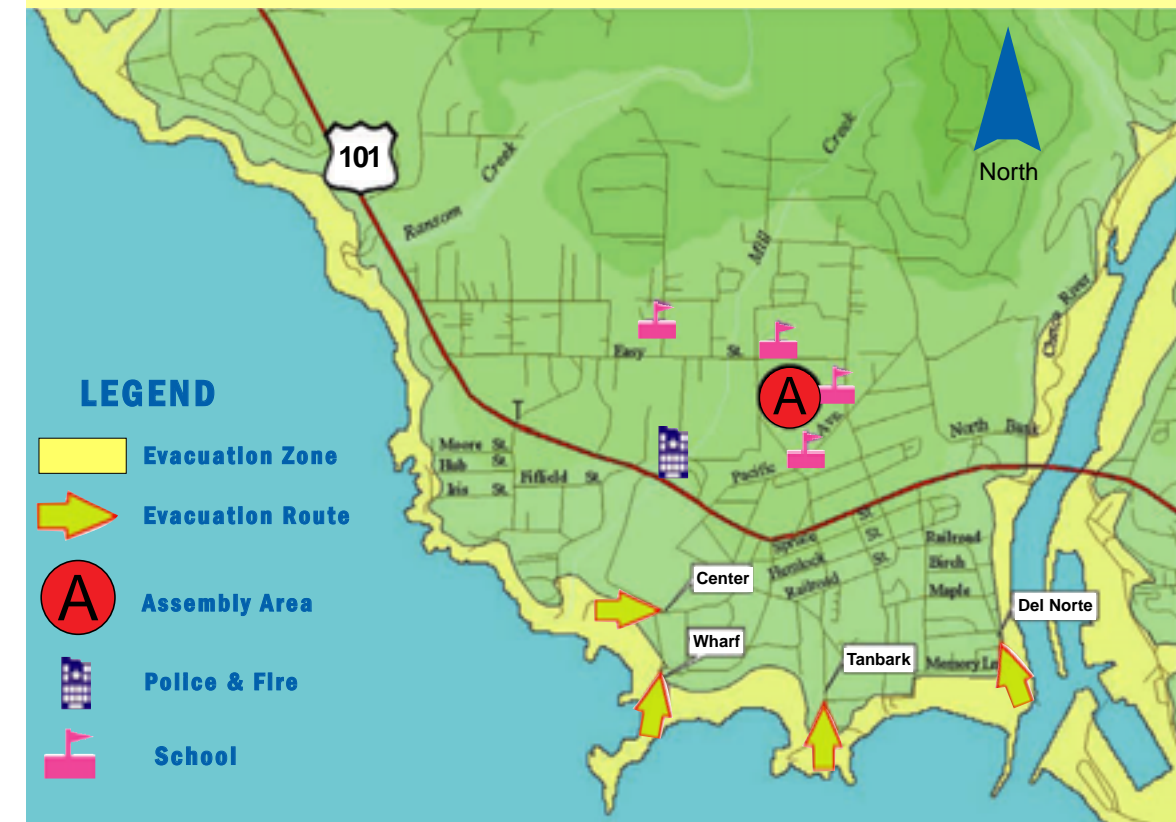 101
North
Creek
Creek
Ransom
Mill
Chetco River
Easy St.
LEGEND
Evacuation Zone
Evacuation Route
A
Assembly Area
Police & Fire
School
A
Ave.
Pacific
North Bank
Moore St.
Hub St.
Iris St.
Fiffield St.
Spruce St
Hemlock St.
Railroad St.
Railroad
Birch
Maple
Memory Ln
Center
Wharf
Tanbark
Del Norte